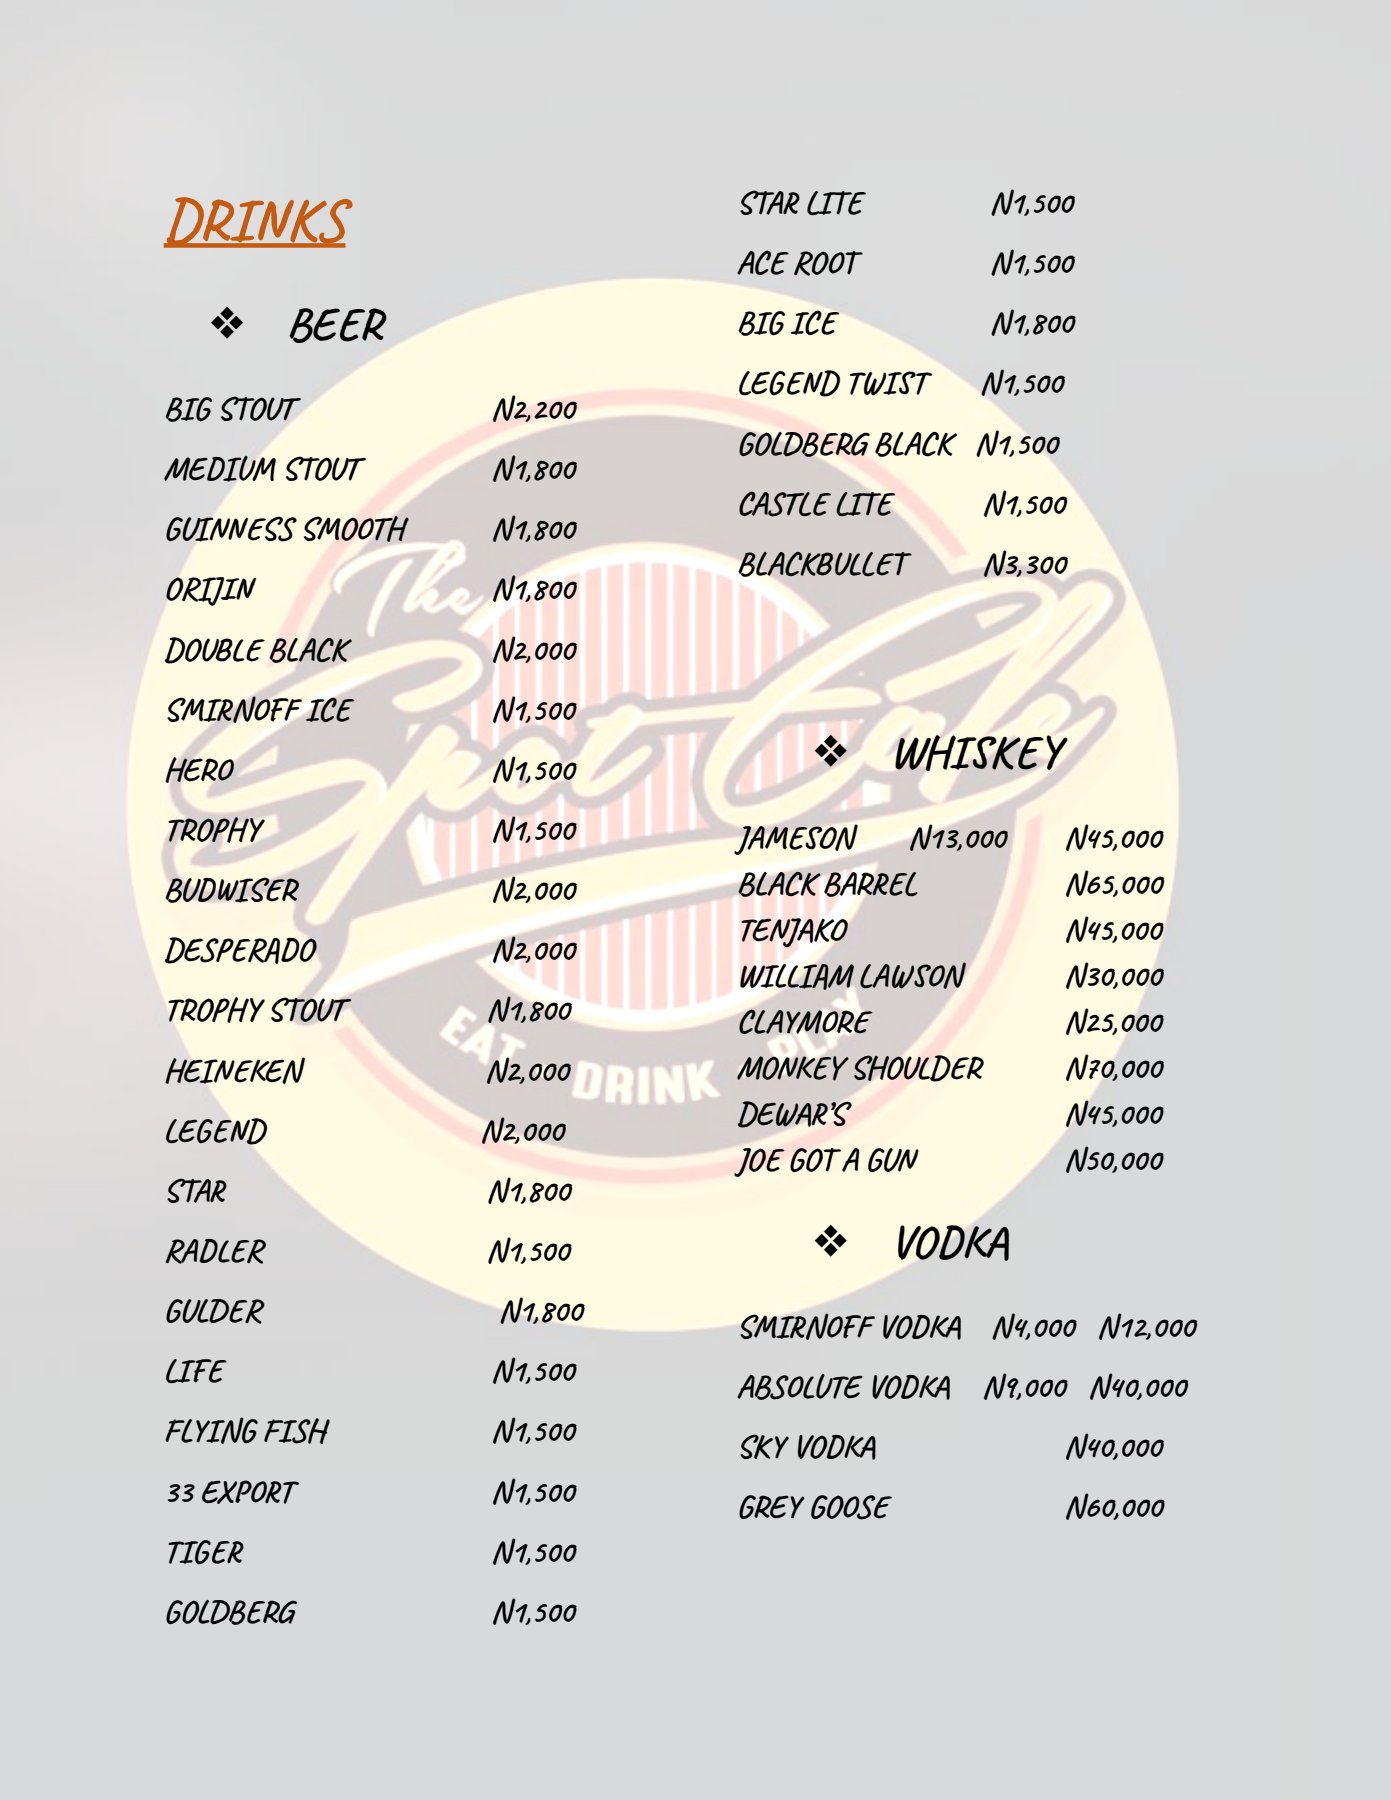 DRINKS
❖ BEER
BIG STOUT N2,200
MEDIUM STOUT N1,800
GUINNESS SMOOTH N1,800
ORIJIN N1,800
DOUBLE BLACK N2,000
SMIRNOFF ICE N1,500
HERO N1,500
TROPHY N1,500
BUDWISER N2,000
DESPERADO N2,000
TROPHY STOUT N1,800
HEINEKEN N2,000
LEGEND N2,000
STAR N1,800
RADLER N1,500
GULDER N1,800
LIFE N1,500
FLYING FISH N1,500
33 EXPORT N1,500
TIGER N1,500
GOLDBERG N1,500
STAR LITE N1,500
ACE ROOT N1,500
BIG ICE N1,800
LEGEND TWIST N1,500
GOLDBERG BLACK N1,500
CASTLE LITE N1,500
BLACKBULLET N3,300
❖ WHISKEY
JAMESON N13,000 N45,000
BLACK BARREL N65,000
TENJAKO N45,000
WILLIAM LAWSON N30,000
CLAYMORE N25,000
MONKEY SHOULDER N70,000
DEWAR'S N45,000
JOE GOT A GUN N50,000
❖ VODKA
SMIRNOFF VODKA N4,000 N12,000
ABSOLUTE VODKA N9,000 N40,000
SKY VODKA N40,000
GREY GOOSE N60,000
The
Spot Cafe
EAT DRINK PLAY